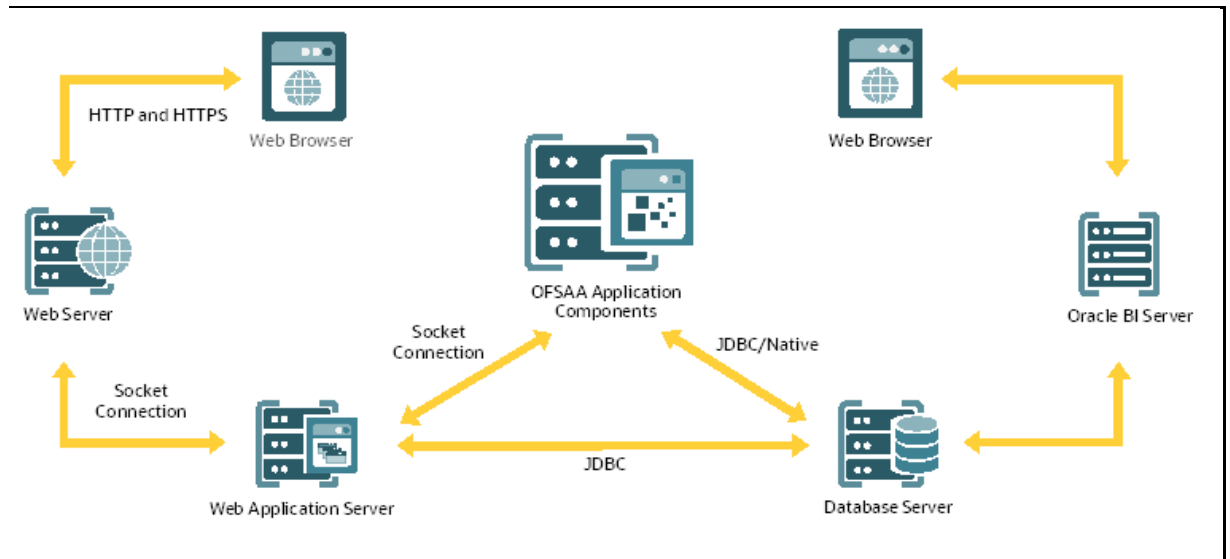 HTTP and HTTPS
Web Browser
Web Browser
OFSAA Application
Components
Web Server
Oracle BI Server
Socket
Connection
JDBC/Native
Socket
Connection
JDBC
Web Application Server
Database Server